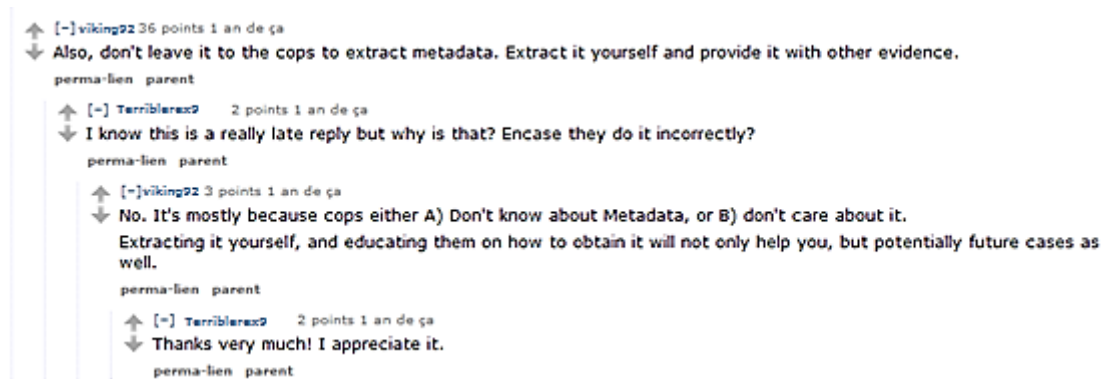 [-]viking92 36 points 1 an de ça
Also, don't leave it to the cops to extract metadata. Extract it yourself and provide it with other evidence.
perma-lien parent
[-] Terriblerex9 2 points 1 an de ça
I know this is a really late reply but why is that? Encase they do it incorrectly?
perma-lien parent
[-]viking92 3 points 1 an de ça
No. It's mostly because cops either A) Don't know about Metadata, or B) don't care about it.
Extracting it yourself, and educating them on how to obtain it will not only help you, but potentially future cases as
well.
perma-lien parent
[-] Terriblerex9 2 points 1 an de ça
Thanks very much! I appreciate it.
perma-lien parent